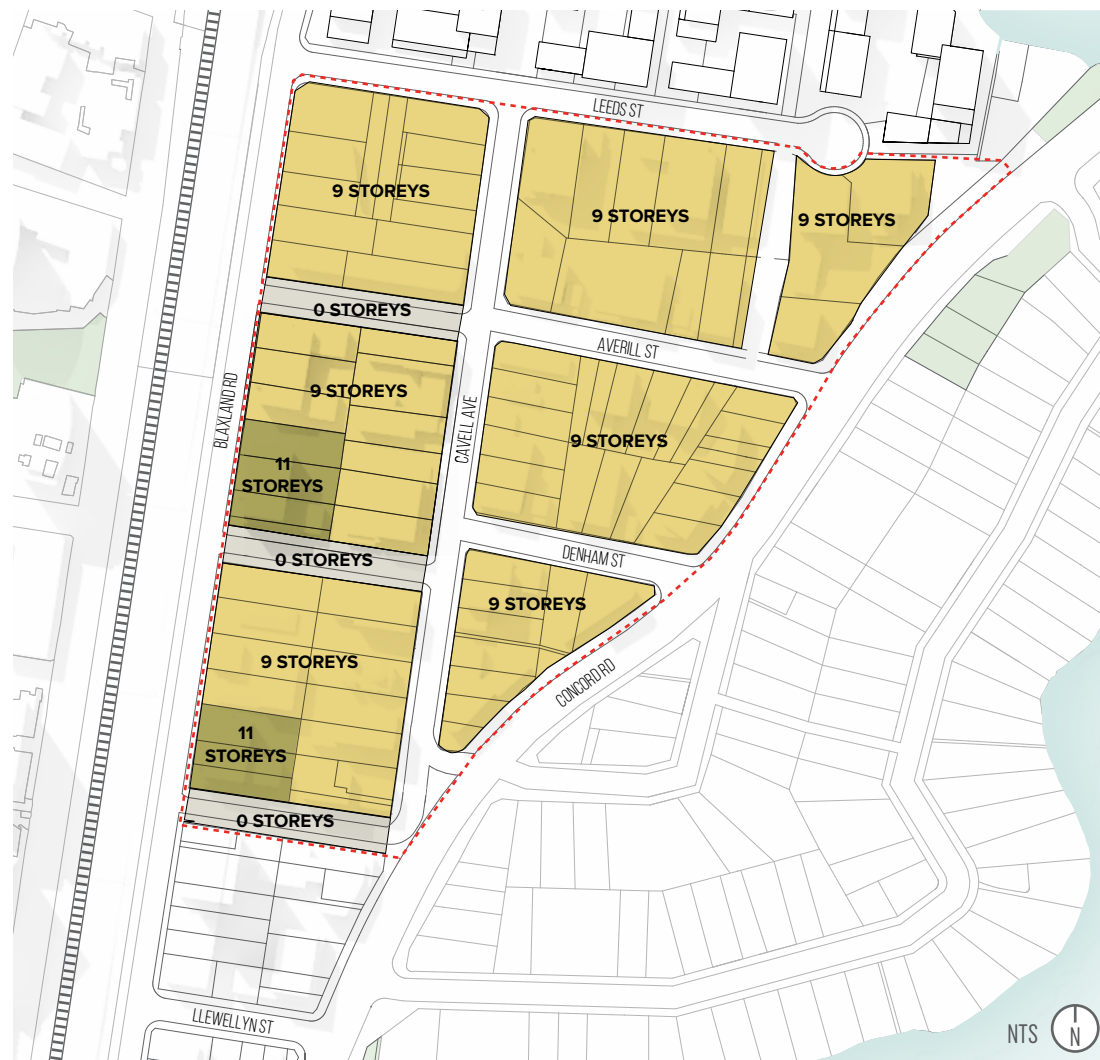 LEEDS ST
9 STOREYS
9 STOREYS
9 STOREYS
0 STOREYS
AVERILL ST
BLAXLAND RD
9 STOREYS
CAVELL AVE
9 STOREYS
11
STOREYS
0 STOREYS
DENHAM ST
9 STOREYS
9 STOREYS
CONCORD RD
11
STOREYS
0 STOREYS
LLEWELLYN ST
NTS
N